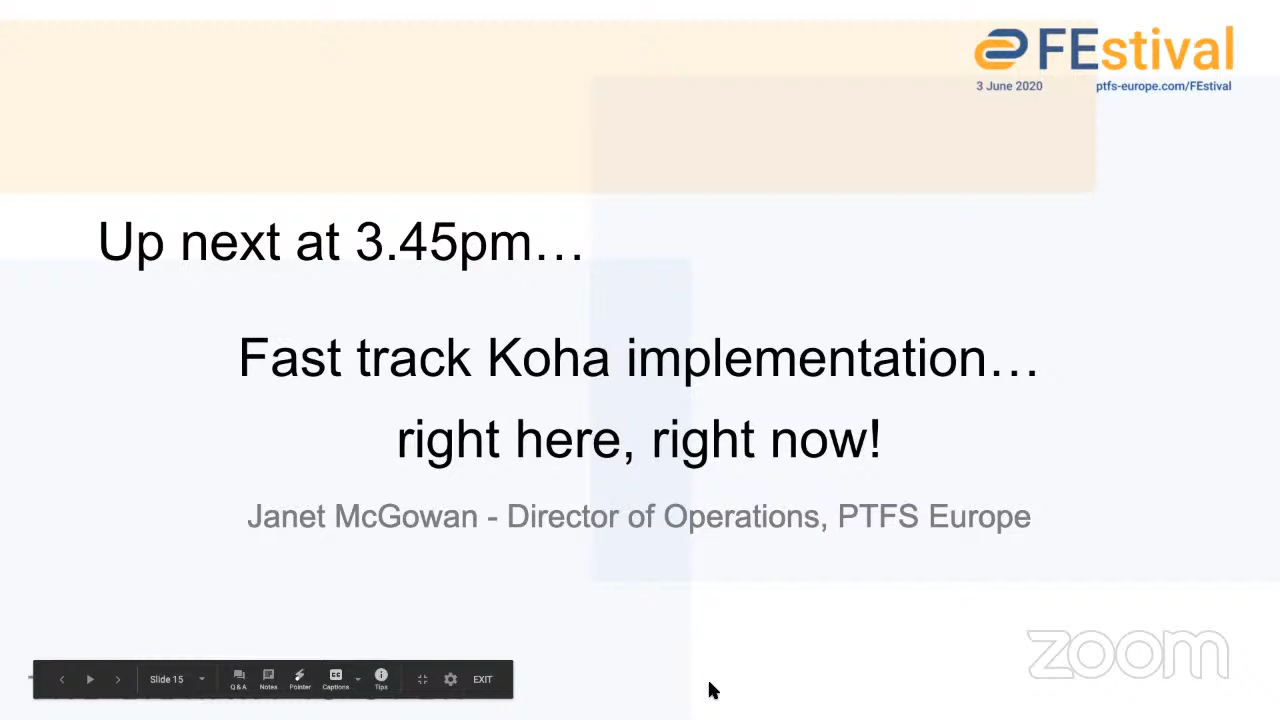 FEstival
3 June 2020 ptfs-europe.com/FEstival
Up next at 3.45pm…
Fast track Koha implementation…
right here, right now!
Janet McGowan - Director of Operations, PTFS Europe
zoom
Slide 15
Q&A Notes Pointer Captions Tips EXIT